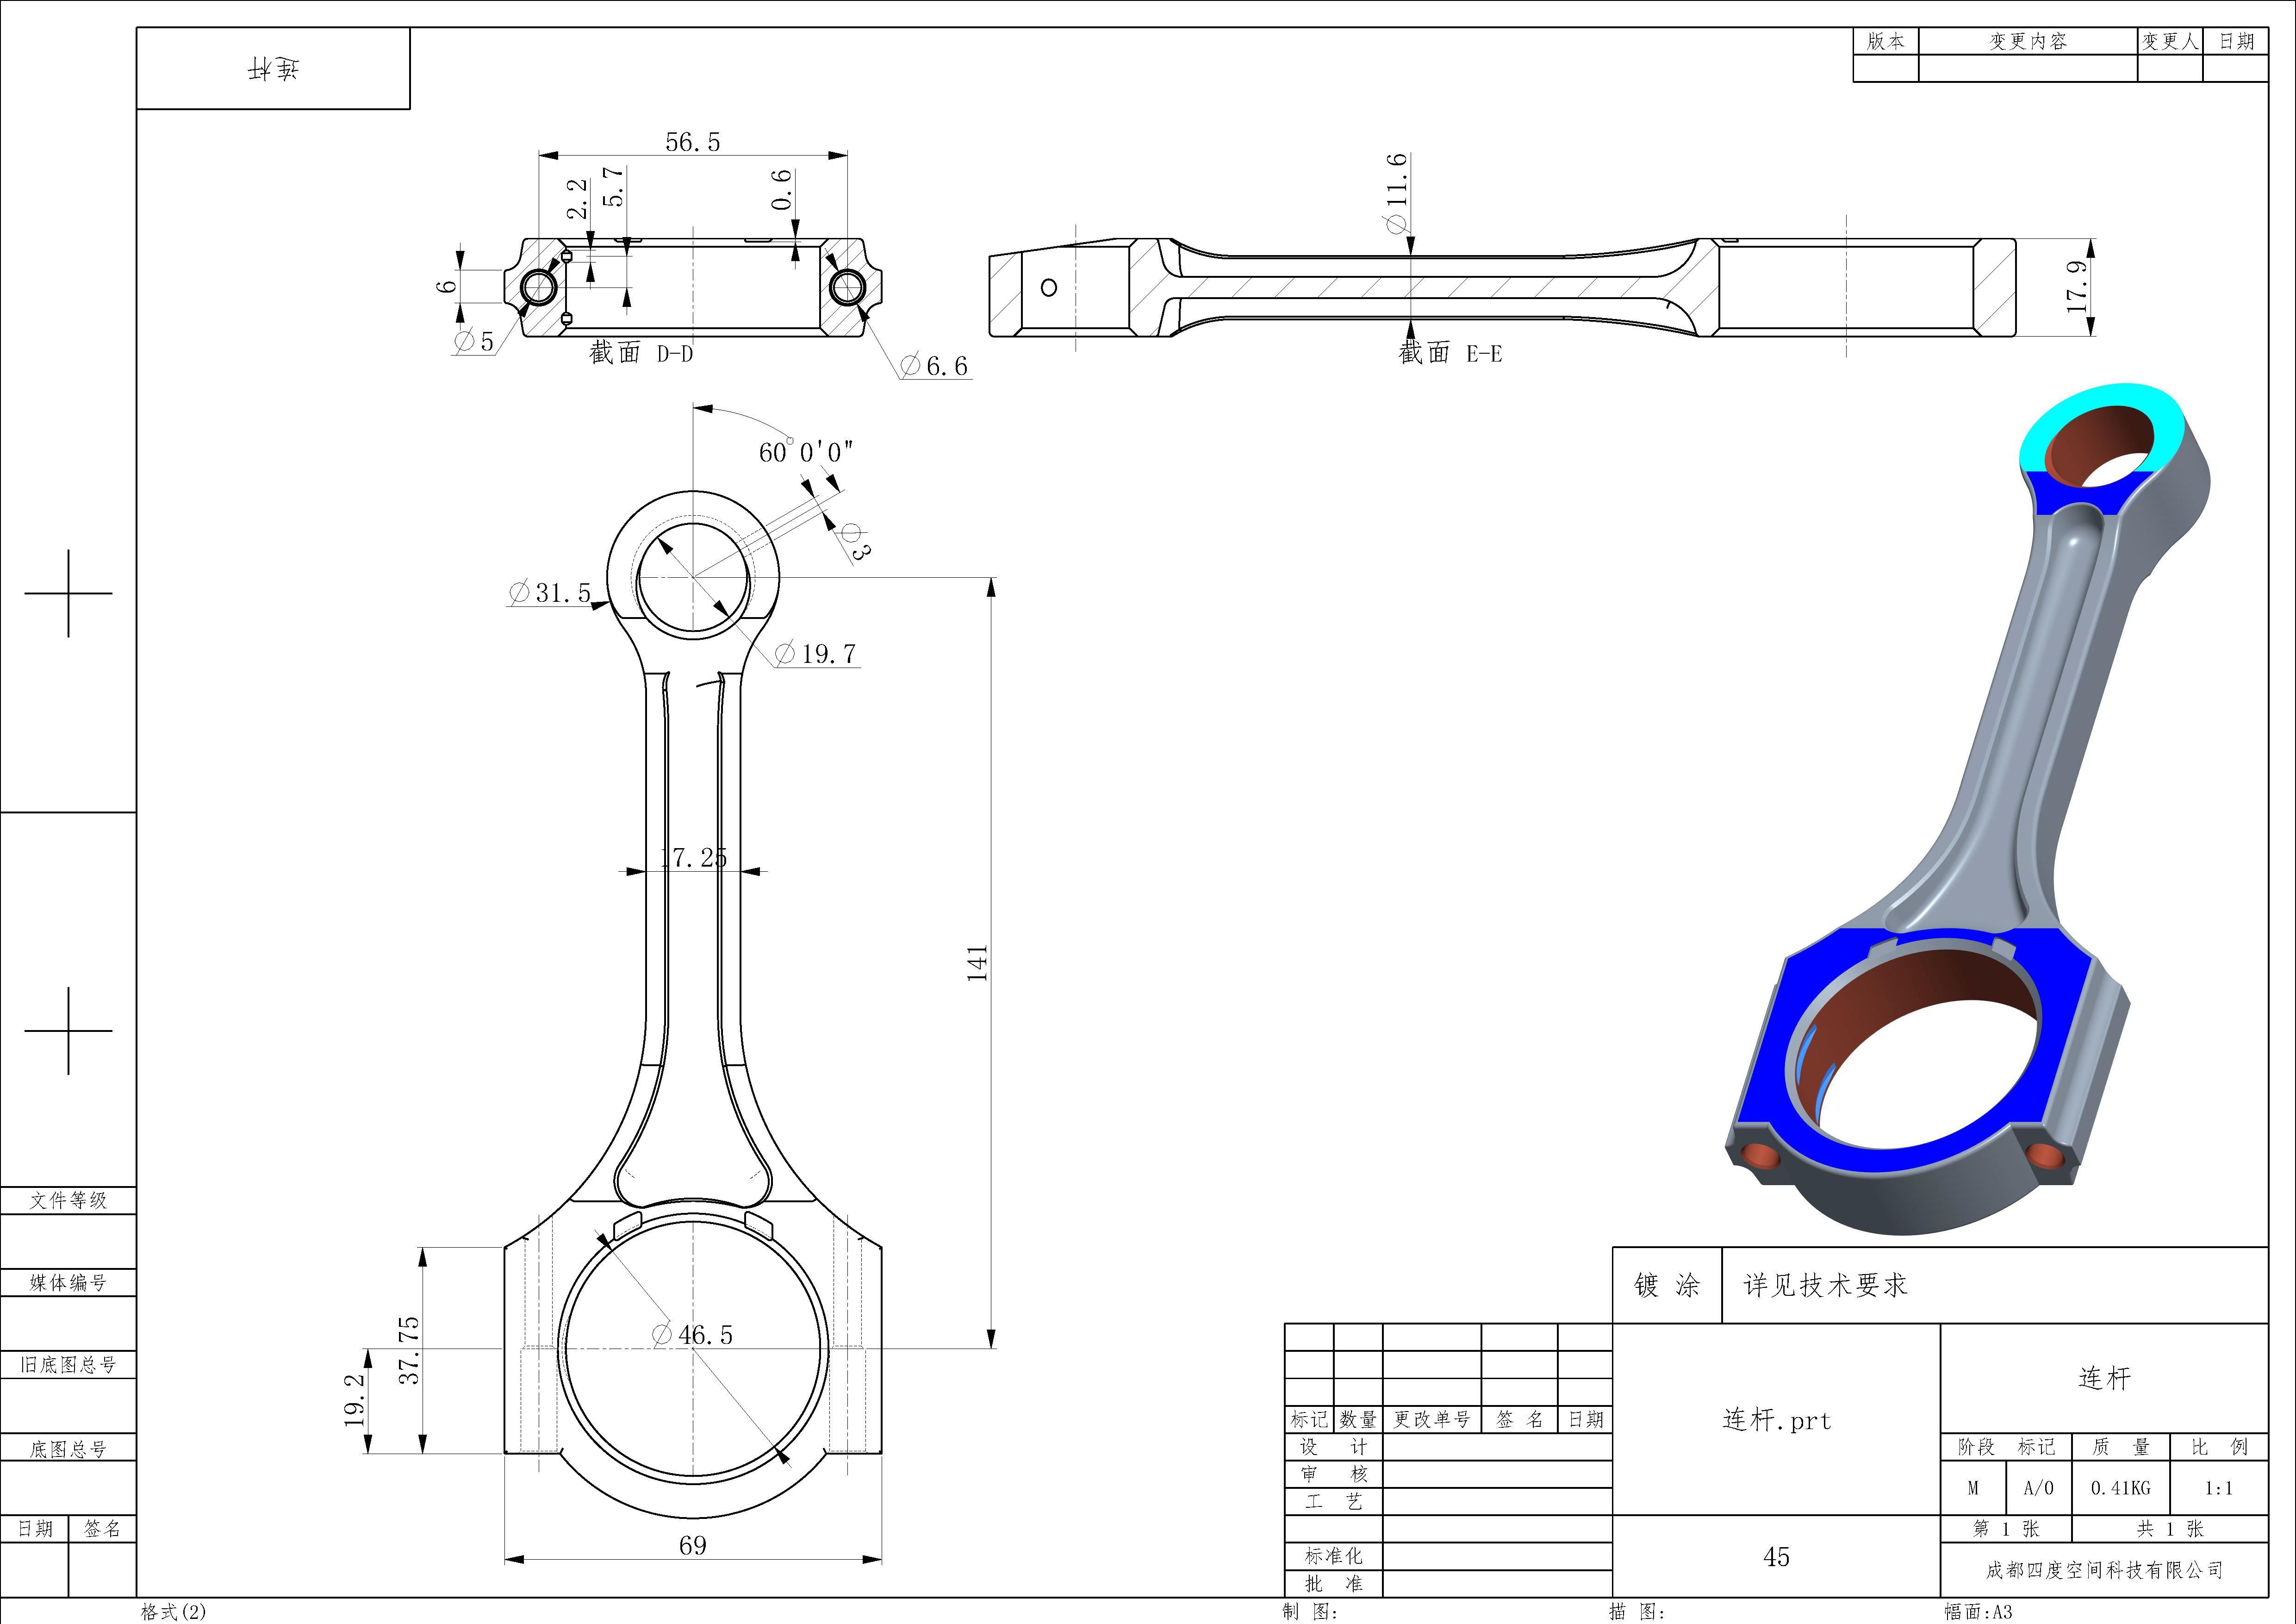 连杆
版本 变更内容 变更人 日期
56.5
2.2
5.7
0.6
6
∅5
∅6.6
截面 D-D
∅11.6
17.9
截面 E-E
60°0'0"
∅3
∅31.5
∅19.7
17.25
141
∅46.5
37.75
19.2
69
文件等级
媒体编号
旧底图总号
底图总号
日期 签名
镀 涂 详见技术要求
标记 数量 更改单号 签 名 日期
设 计
审 核
工 艺
标准化
批 准
连杆.prt
45
连杆
阶段 标记 质 量 比 例
M A/0 0.41KG 1:1
第 1 张 共 1 张
成都四度空间科技有限公司
格式(2) 制 图: 描 图: 幅面:A3